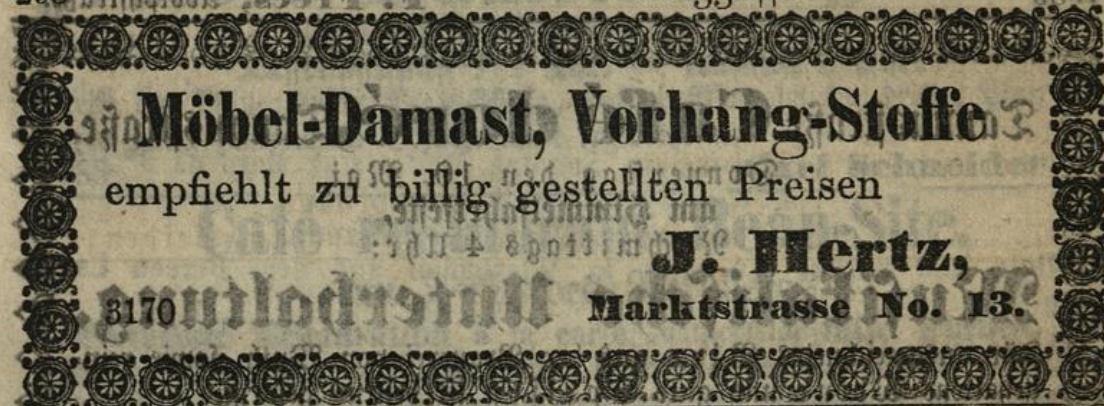 Möbel-Damast, Vorhang-Stoffe
empfiehlt zu billig gestellten Preisen
J. Hertz,
3170 Marktstrasse No. 13.